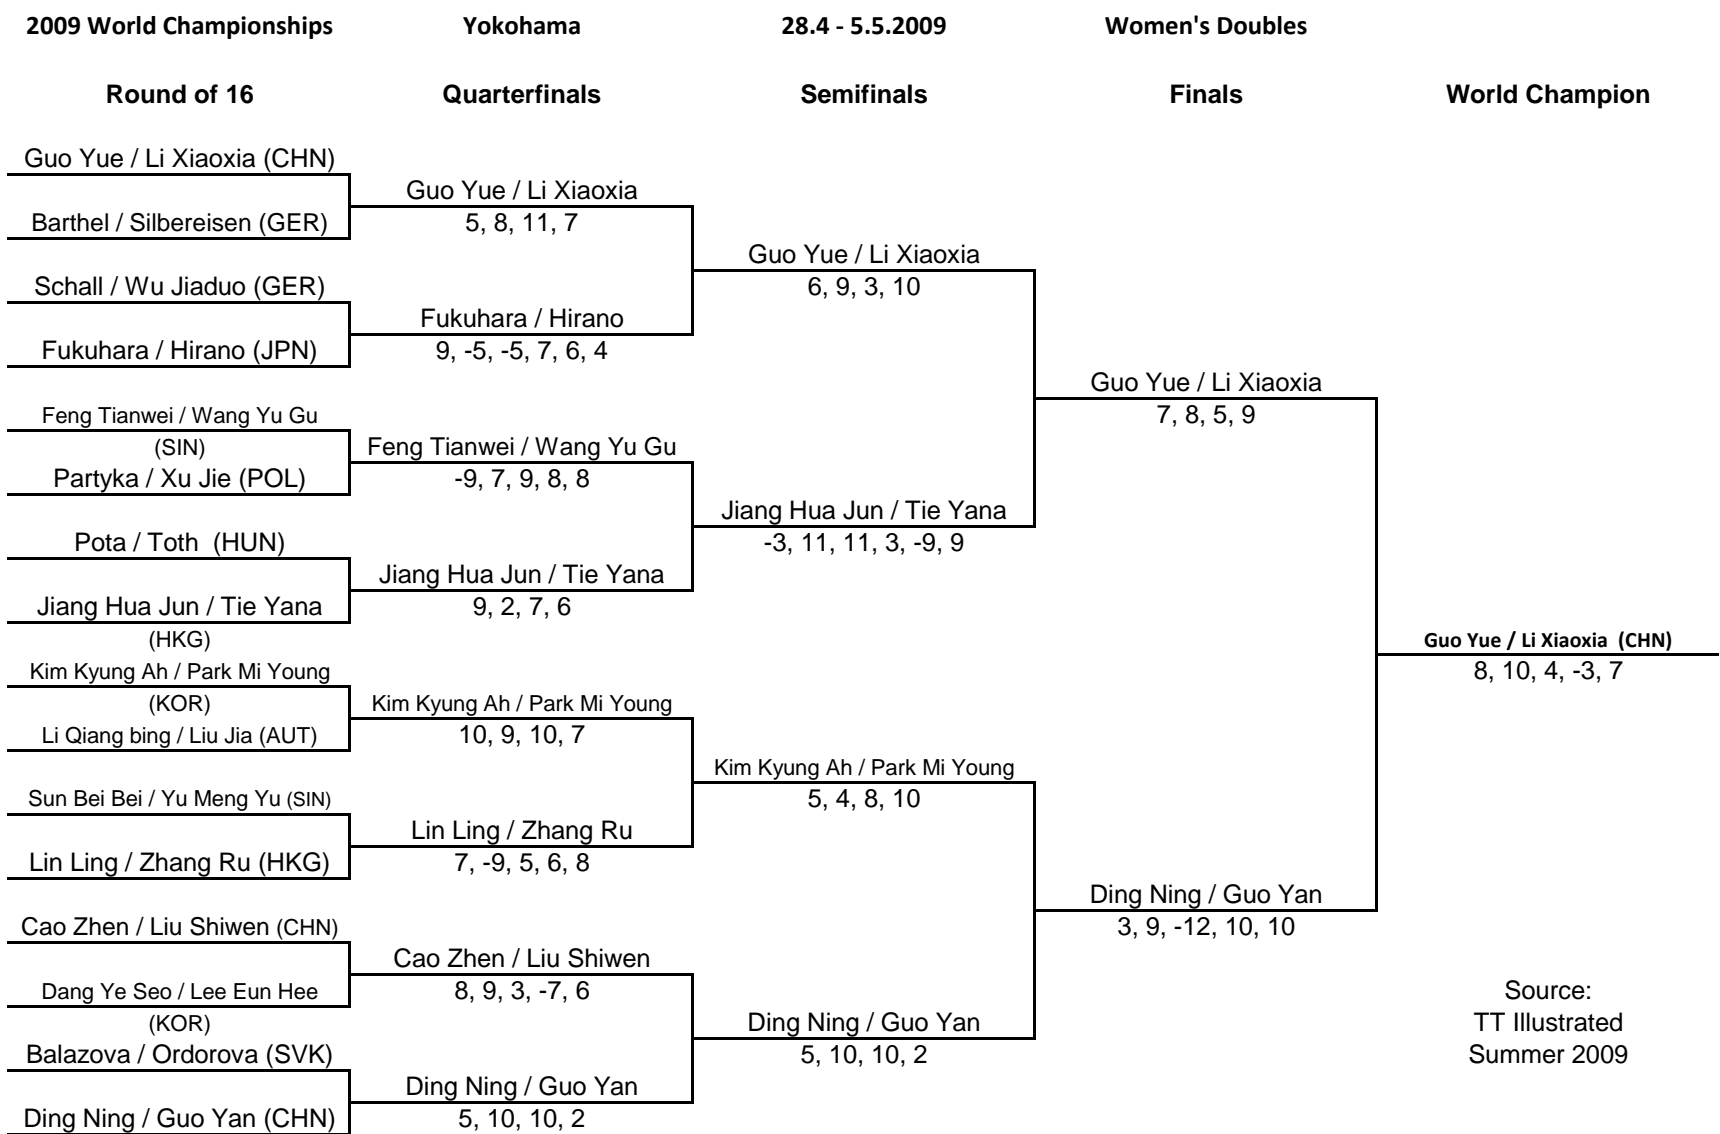 2009 World Championships Yokohama 28.4 - 5.5.2009 Women's Doubles
Round of 16 Quarterfinals Semifinals Finals World Champion
Guo Yue / Li Xiaoxia (CHN)
Guo Yue / Li Xiaoxia
Barthel / Silbereisen (GER) 5, 8, 11, 7
Guo Yue / Li Xiaoxia
Schall / Wu Jiaduo (GER) 6, 9, 3, 10
Fukuhara / Hirano
Fukuhara / Hirano (JPN) 9, -5, -5, 7, 6, 4
Guo Yue / Li Xiaoxia
Feng Tianwei / Wang Yu Gu 7, 8, 5, 9
(SIN) Feng Tianwei / Wang Yu Gu
Partyka / Xu Jie (POL) -9, 7, 9, 8, 8
Jiang Hua Jun / Tie Yana
Pota / Toth (HUN) -3, 11, 11, 3, -9, 9
Jiang Hua Jun / Tie Yana
Jiang Hua Jun / Tie Yana 9, 2, 7, 6
(HKG) Guo Yue / Li Xiaoxia (CHN)
Kim Kyung Ah / Park Mi Young 8, 10, 4, -3, 7
(KOR) Kim Kyung Ah / Park Mi Young
Li Qiang bing / Liu Jia (AUT) 10, 9, 10, 7
Kim Kyung Ah / Park Mi Young
Sun Bei Bei / Yu Meng Yu (SIN) 5, 4, 8, 10
Lin Ling / Zhang Ru
Lin Ling / Zhang Ru (HKG) 7, -9, 5, 6, 8
Ding Ning / Guo Yan
Cao Zhen / Liu Shiwen (CHN) 3, 9, -12, 10, 10
Cao Zhen / Liu Shiwen
Dang Ye Seo / Lee Eun Hee 8, 9, 3, -7, 6 Source:
(KOR) Ding Ning / Guo Yan TT Illustrated
Balazova / Ordorova (SVK) 5, 10, 10, 2 Summer 2009
Ding Ning / Guo Yan
Ding Ning / Guo Yan (CHN) 5, 10, 10, 2